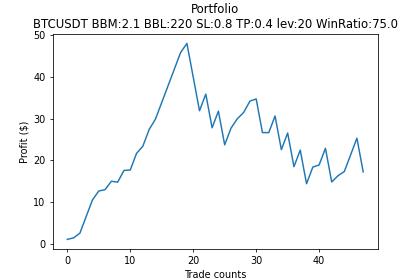 Portfolio
BTCUSDT BBM:2.1 BBL:220 SL:0.8 TP:0.4 lev:20 WinRatio:75.0
50
40
30
20
10
0
Profit ($)
0 10 20 30 40
Trade counts